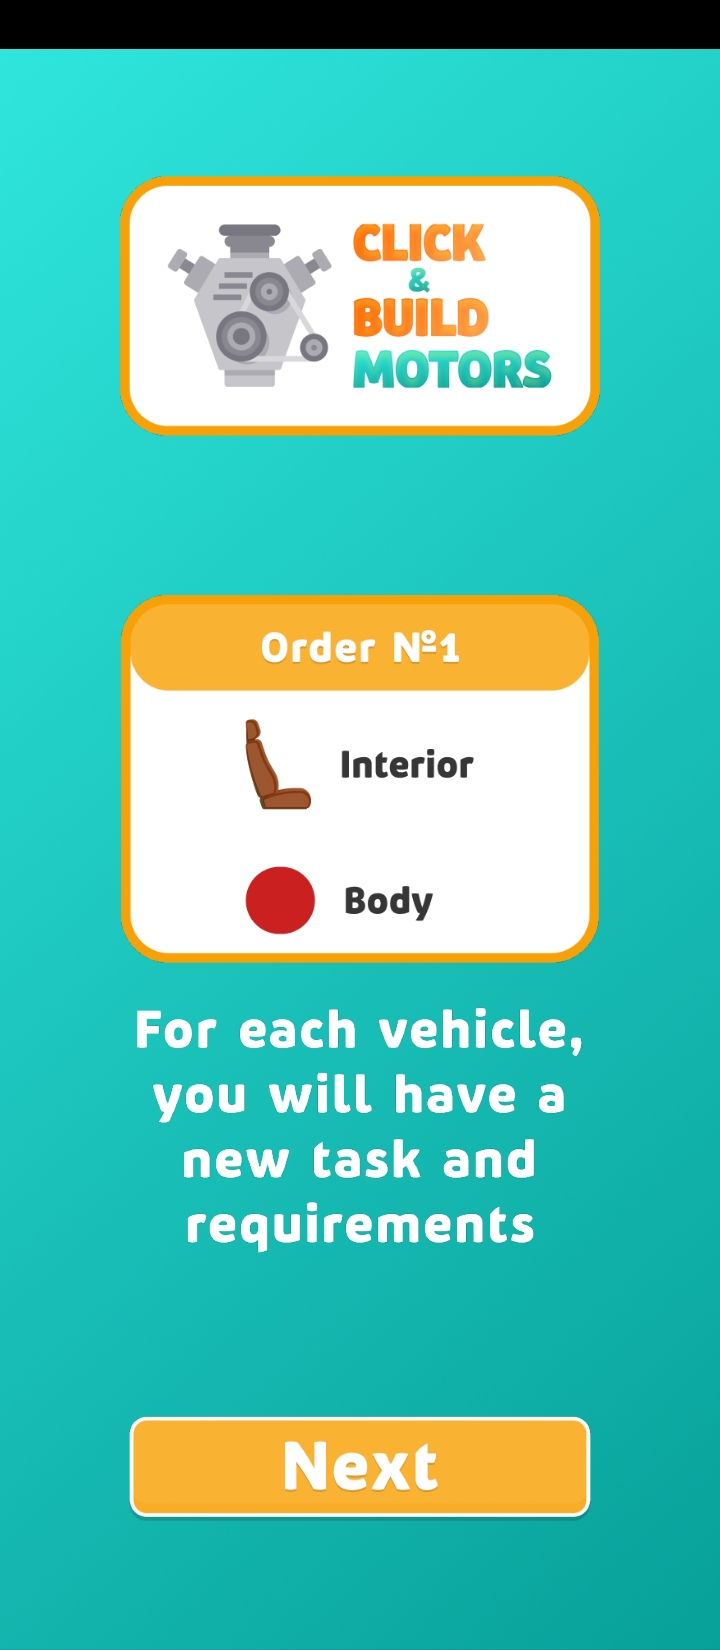 CLICK
&
BUILD
MOTORS
Order Nº1
Interior
Body
For each vehicle,
you will have a
new task and
requirements
Next